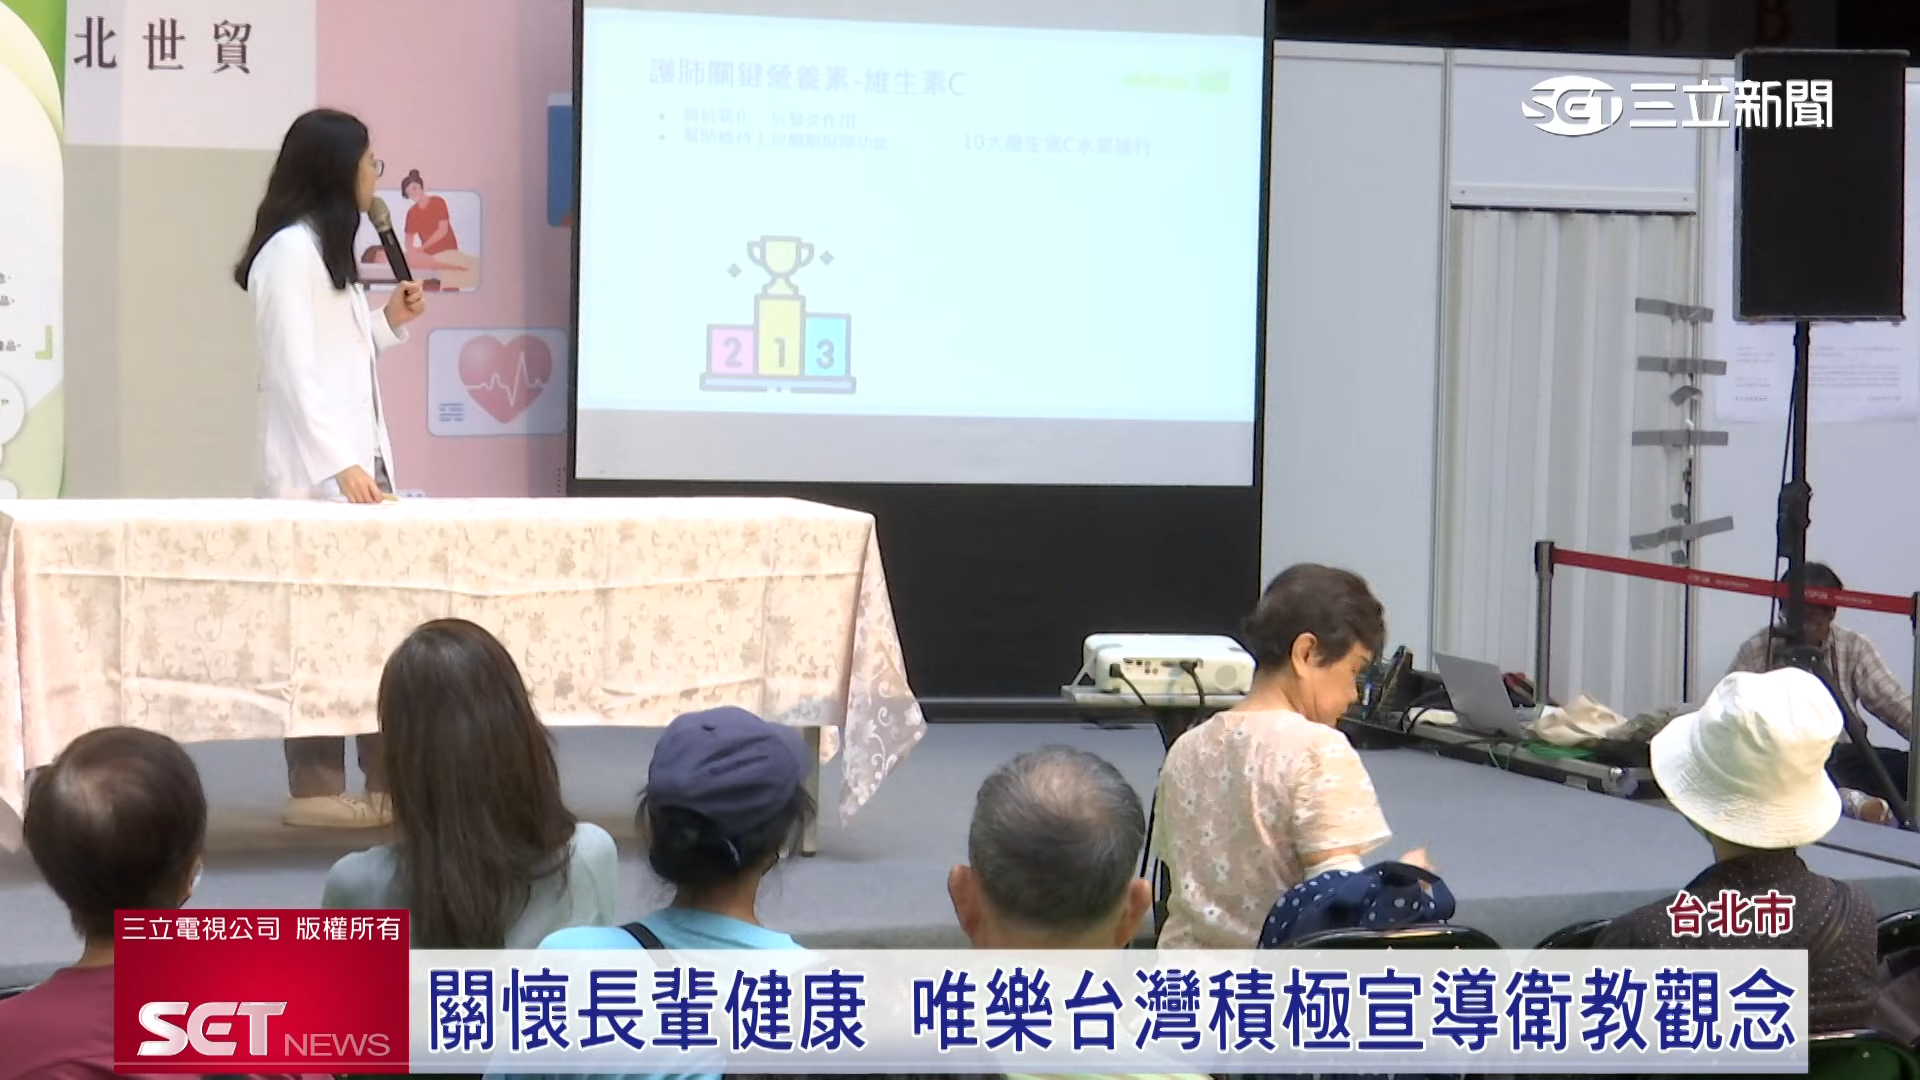 北世貿
護肺關鍵營養素-維生素C
10大維生素C水果排行
2 1 3
SET三立新聞
台北市
三立電視公司 版權所有
SET NEWS
關懷長輩健康 唯樂台灣積極宣導衛教觀念